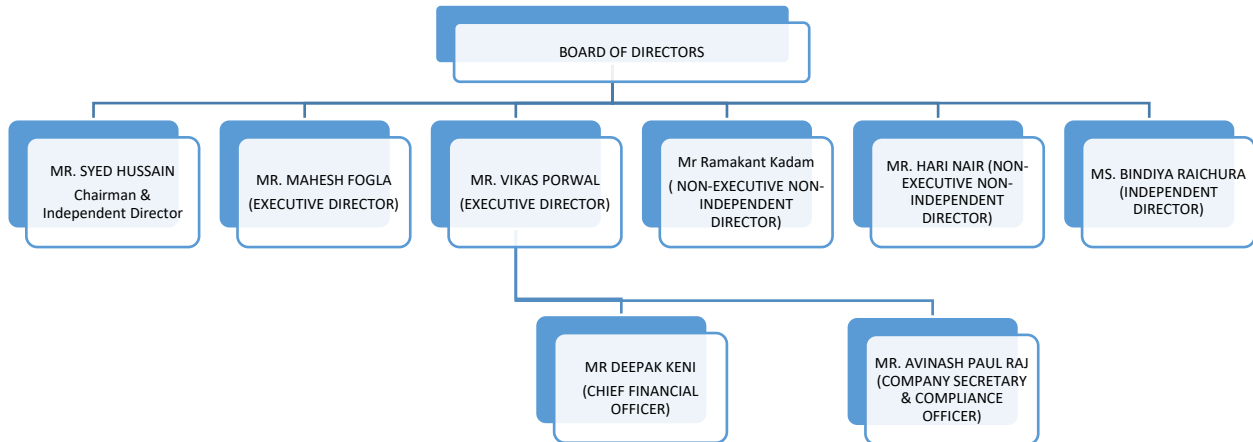 BOARD OF DIRECTORS
MR. SYED HUSSAIN
Chairman &
Independent Director
MR. MAHESH FOGLA
(EXECUTIVE DIRECTOR)
MR. VIKAS PORWAL
(EXECUTIVE DIRECTOR)
Mr Ramakant Kadam
( NON-EXECUTIVE NON-
INDEPENDENT
DIRECTOR)
MR. HARI NAIR (NON-
EXECUTIVE NON-
INDEPENDENT
DIRECTOR)
MS. BINDIYA RAICHURA
(INDEPENDENT
DIRECTOR)
MR DEEPAK KENI
(CHIEF FINANCIAL
OFFICER)
MR. AVINASH PAUL RAJ
(COMPANY SECRETARY
& COMPLIANCE
OFFICER)